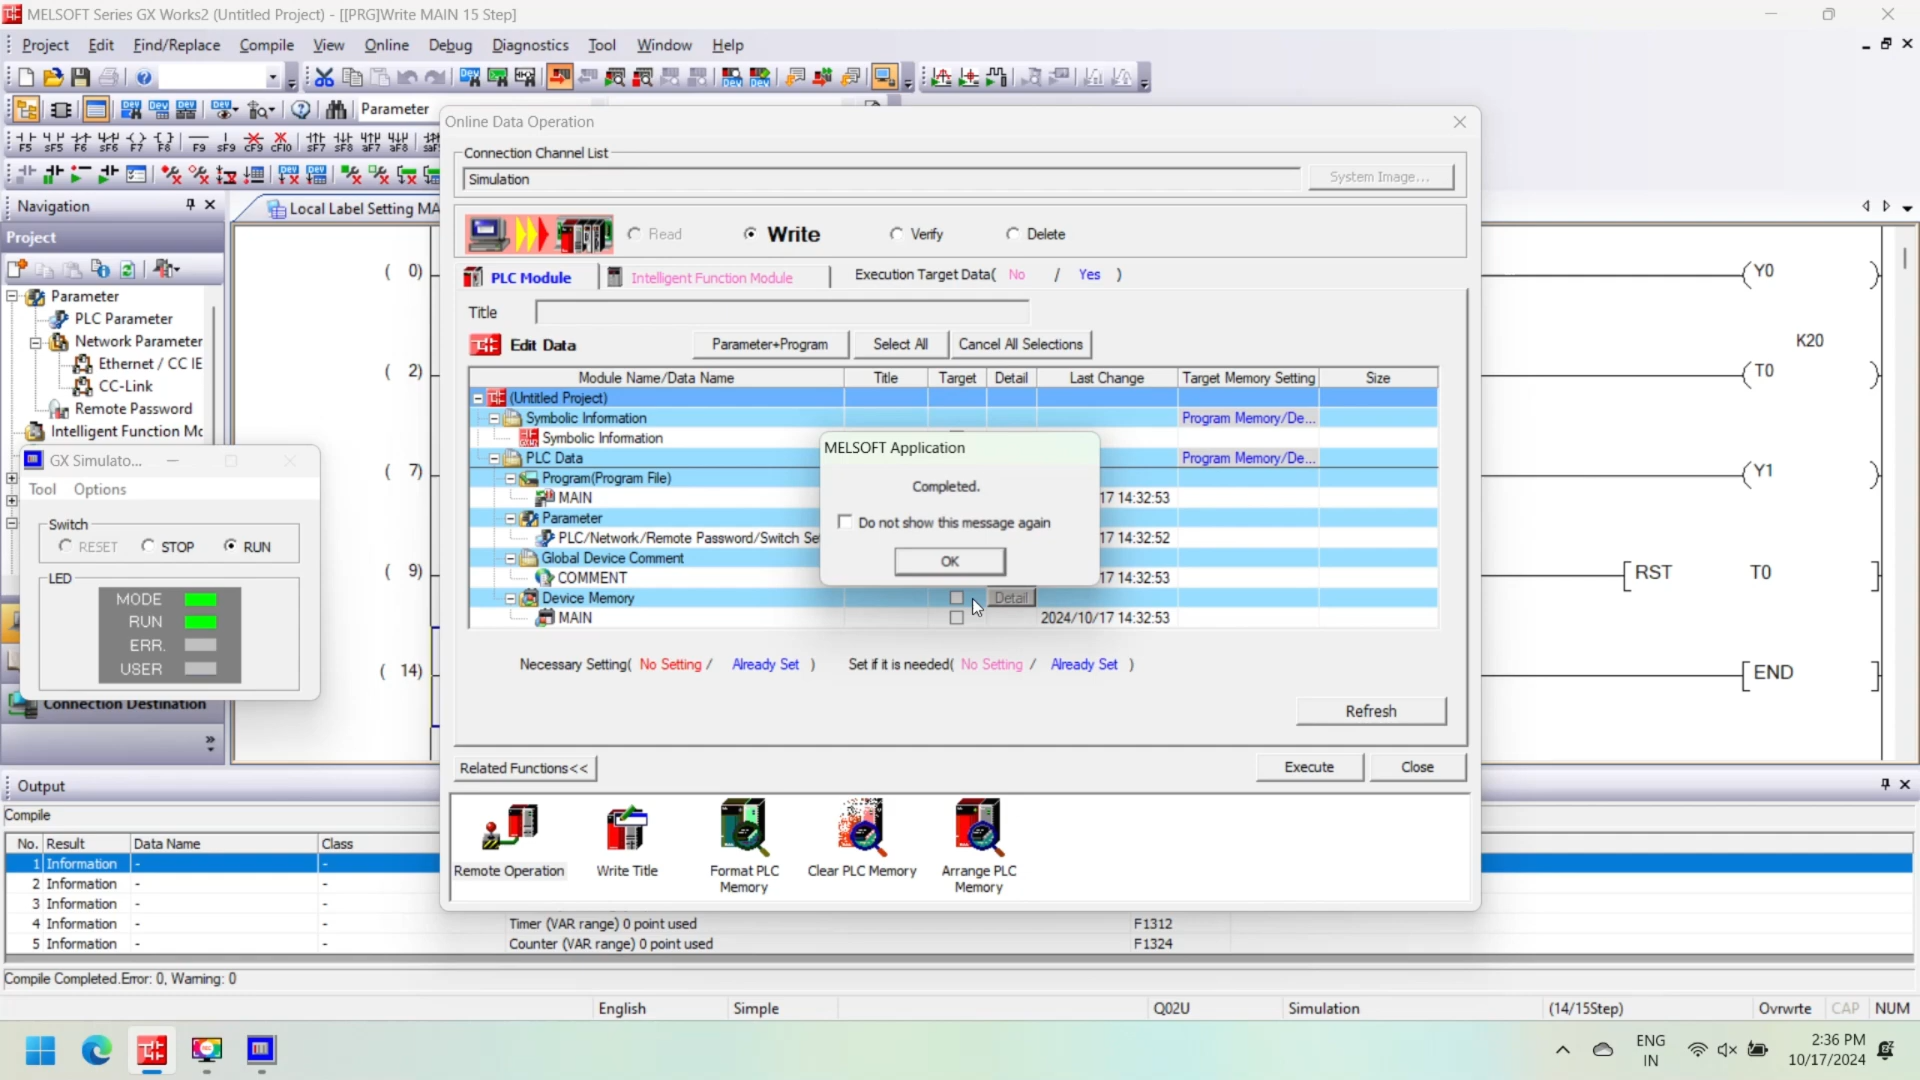 MELSOFT Series GX Works2 (Untitled Project) - [[PRG]Write MAIN 15 Step]
Project Edit Find/Replace Compile View Online Debug Diagnostics Tool Window Help
Parameter
F5 sF5 F6 sF6 F7 F8 F9 sF9 cF9 cF10 sF7 sF8 aF7 aF8
Navigation
Project
Parameter
PLC Parameter
Network Parameter
Ethernet / CC IE
CC-Link
Remote Password
Intelligent Function Mc
Connection Destination
Local Label Setting MA
GX Simulato...
Tool Options
Switch
RESET STOP RUN
LED
MODE
RUN
ERR.
USER
( 0)
( 2)
( 7)
( 9)
( 14)
Y0
K20
T0
Y1
RST T0
END
Online Data Operation
Connection Channel List
Simulation
System Image...
Read Write Verify Delete
PLC Module Intelligent Function Module Execution Target Data( No / Yes )
Title
Edit Data Parameter+Program Select All Cancel All Selections
Module Name/Data Name Title Target Detail Last Change Target Memory Setting Size
(Untitled Project)
Symbolic Information Program Memory/De...
Symbolic Information
PLC Data Program Memory/De...
Program(Program File)
MAIN 17 14:32:53
Parameter
PLC/Network/Remote Password/Switch Se 17 14:32:52
Global Device Comment
COMMENT 17 14:32:53
Device Memory Detail
MAIN 2024/10/17 14:32:53
MELSOFT Application
Completed.
Do not show this message again
OK
Necessary Setting( No Setting / Already Set ) Set if it is needed( No Setting / Already Set )
Refresh
Related Functions<< Execute Close
Remote Operation
Write Title
Format PLC Memory
Clear PLC Memory
Arrange PLC Memory
Output
Compile
No. Result Data Name Class
1 Information - -
2 Information - -
3 Information - -
4 Information - - Timer (VAR range) 0 point used F1312
5 Information - - Counter (VAR range) 0 point used F1324
Compile Completed.Error: 0, Warning: 0
English Simple Q02U Simulation (14/15Step) Ovrwrte CAP NUM
ENG
IN
2:36 PM
10/17/2024